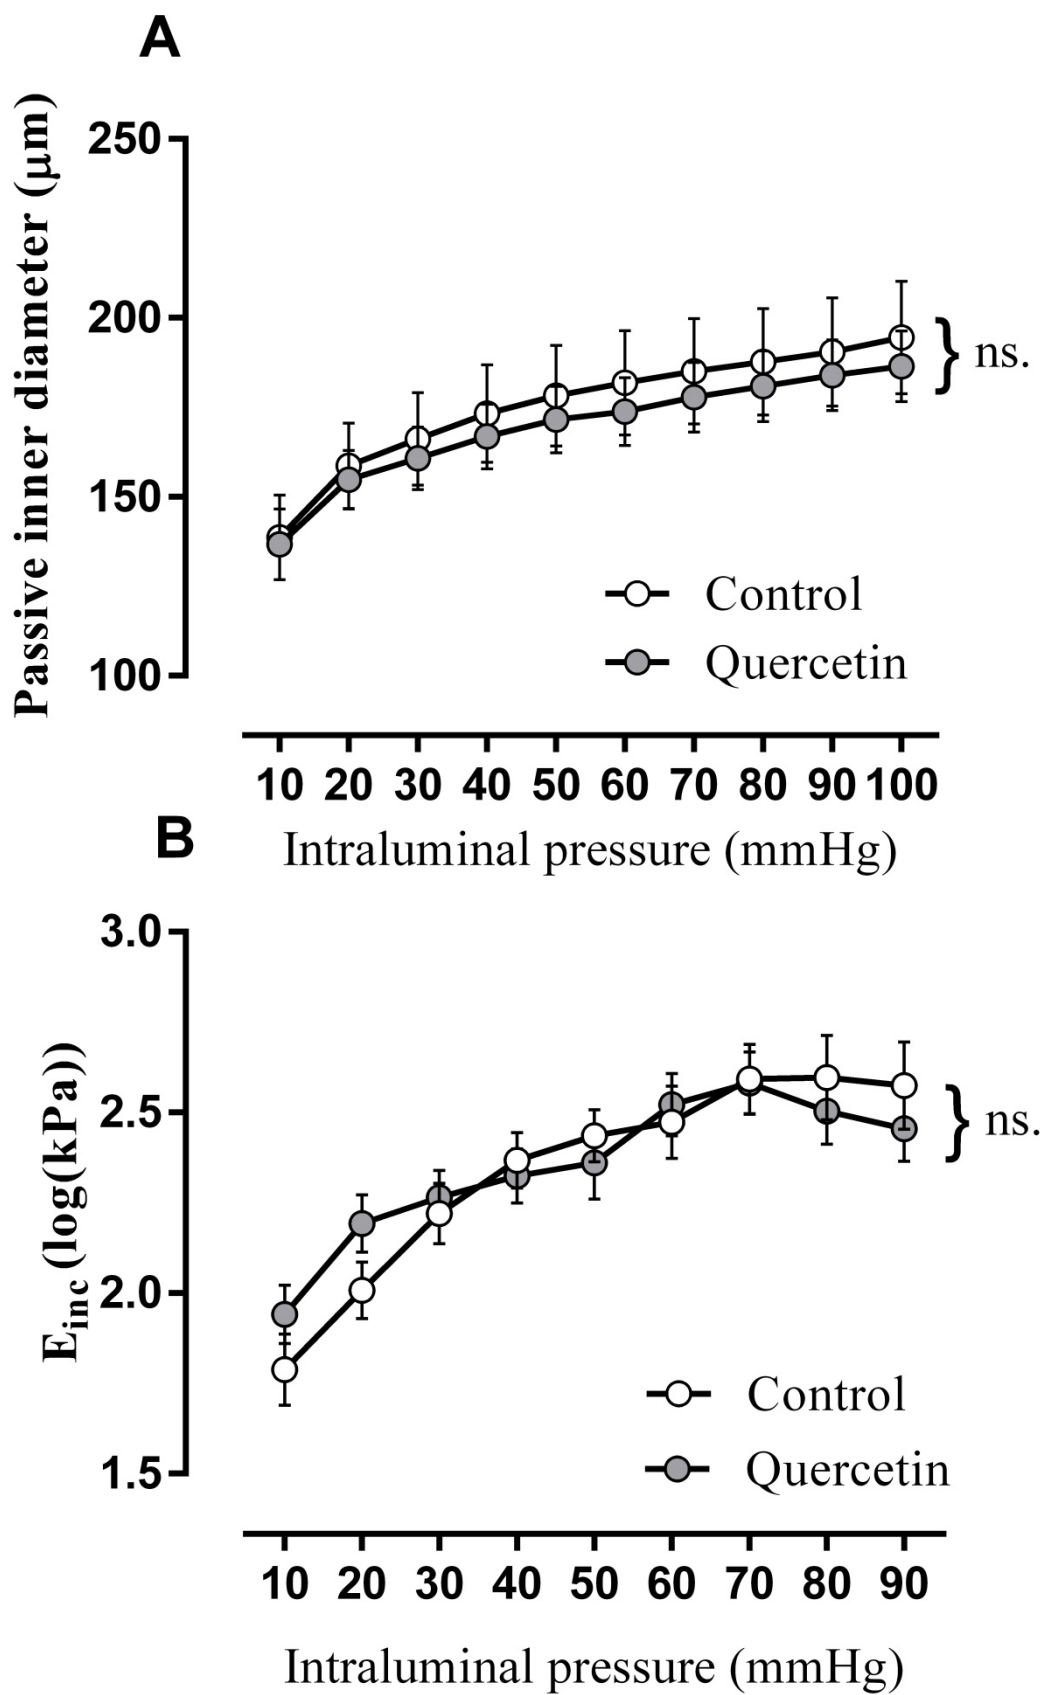 A
Passive inner diameter (μm)
250
200
150
100
} ns.
Control
Quercetin
10 20 30 40 50 60 70 80 90 100
Intraluminal pressure (mmHg)
B
Einc (log(kPa))
3.0
2.5
2.0
1.5
} ns.
Control
Quercetin
10 20 30 40 50 60 70 80 90
Intraluminal pressure (mmHg)